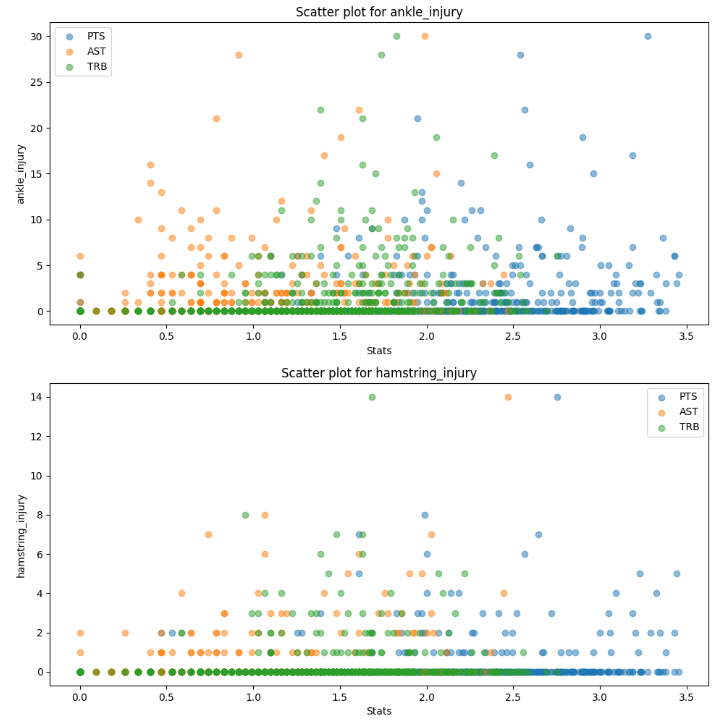 Scatter plot for ankle_injury
30
25
20
15
10
5
0
ankle_injury
PTS
AST
TRB
0.0 0.5 1.0 1.5 2.0 2.5 3.0 3.5
Stats
Scatter plot for hamstring_injury
14
12
10
8
6
4
2
0
hamstring_injury
PTS
AST
TRB
0.0 0.5 1.0 1.5 2.0 2.5 3.0 3.5
Stats